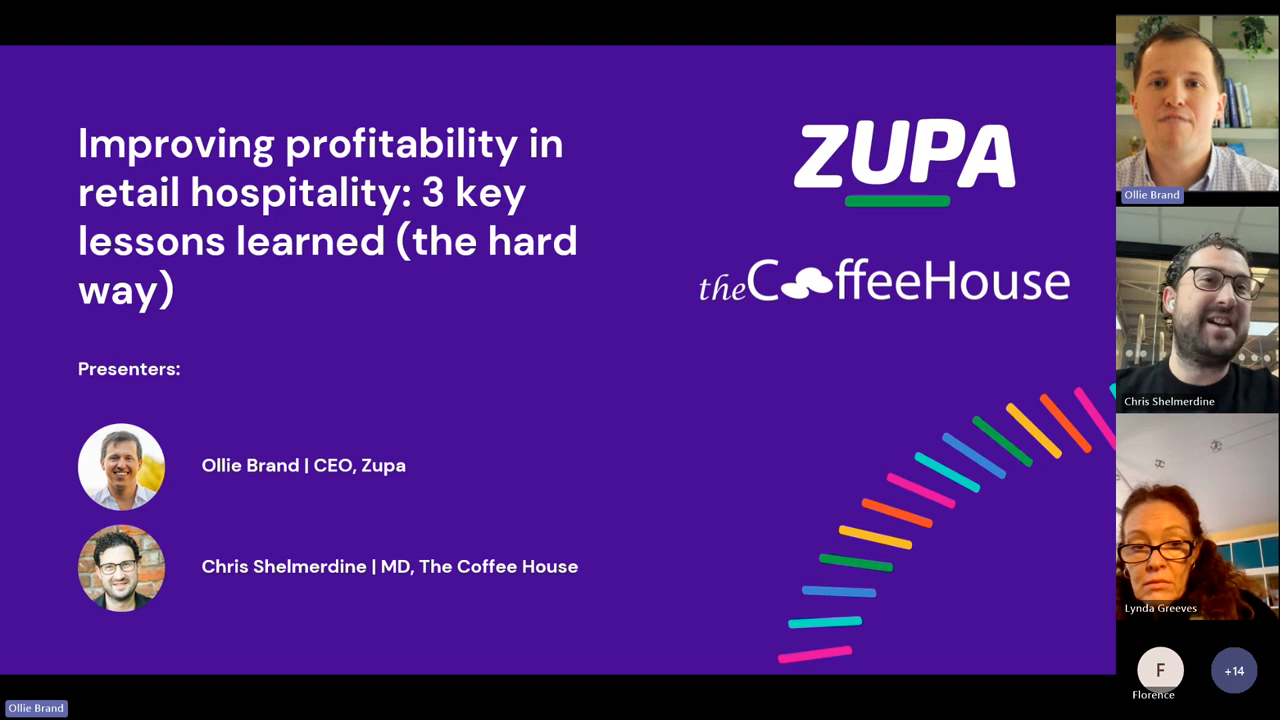 Improving profitability in
retail hospitality: 3 key
lessons learned (the hard
way)
Presenters:
Ollie Brand | CEO, Zupa
Chris Shelmerdine | MD, The Coffee House
ZUPA
theCoffeeHouse
Ollie Brand
Chris Shelmerdine
Lynda Greeves
F
Florence
+14
Ollie Brand